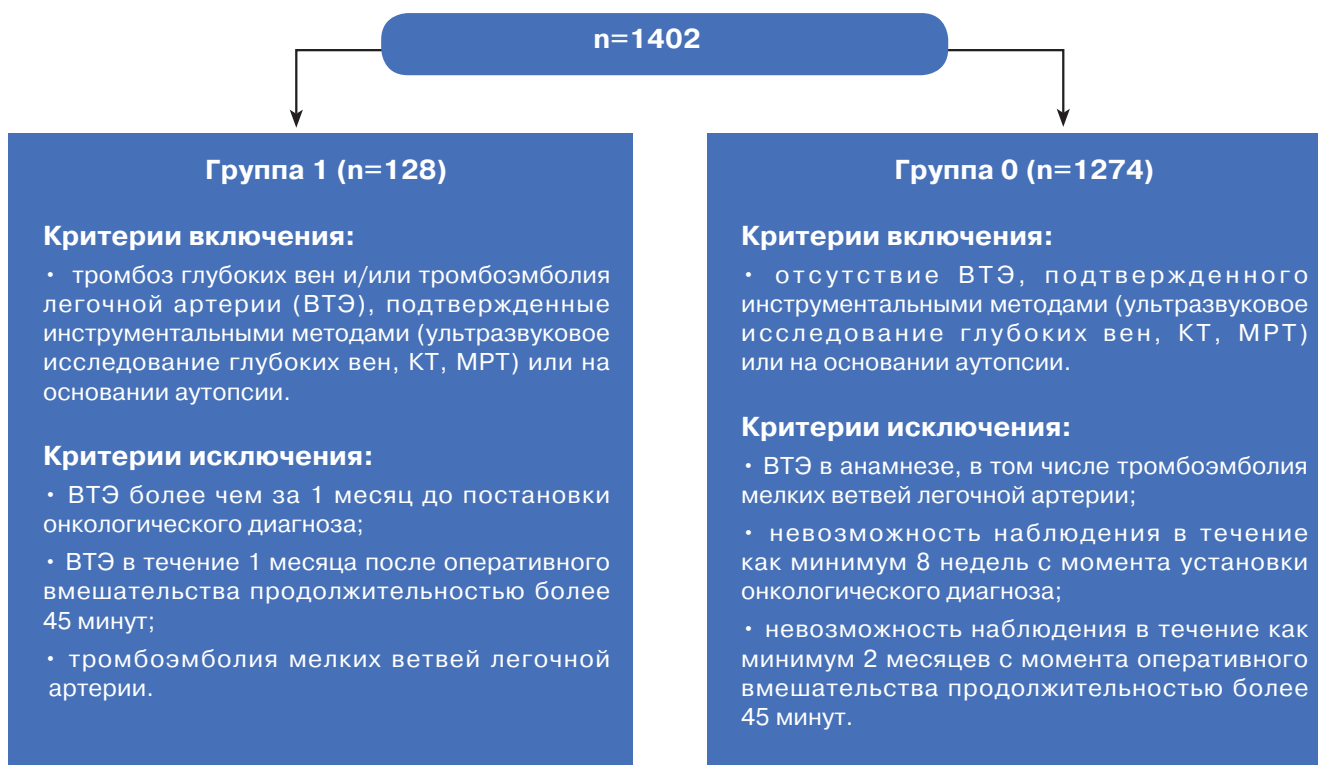 n=1402
Группа 1 (n=128)
Критерии включения:
• тромбоз глубоких вен и/или тромбоэмболия
легочной артерии (ВТЭ), подтвержденные
инструментальными методами (ультразвуковое
исследование глубоких вен, КТ, МРТ) или на
основании аутопсии.
Критерии исключения:
• ВТЭ более чем за 1 месяц до постановки
онкологического диагноза;
• ВТЭ в течение 1 месяца после оперативного
вмешательства продолжительностью более
45 минут;
• тромбоэмболия мелких ветвей легочной
артерии.
Группа 0 (n=1274)
Критерии включения:
• отсутствие ВТЭ, подтвержденного
инструментальными методами (ультразвуковое
исследование глубоких вен, КТ, МРТ)
или на основании аутопсии.
Критерии исключения:
• ВТЭ в анамнезе, в том числе тромбоэмболия
мелких ветвей легочной артерии;
• невозможность наблюдения в течение
как минимум 8 недель с момента установки
онкологического диагноза;
• невозможность наблюдения в течение как
минимум 2 месяцев с момента оперативного
вмешательства продолжительностью более
45 минут.